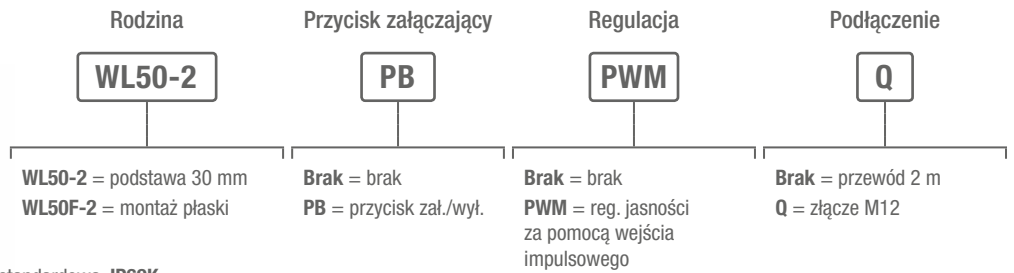 Rodzina
Przycisk załączający
Regulacja
Podłączenie
WL50-2
PB
PWM
Q
WL50-2 = podstawa 30 mm
WL50F-2 = montaż płaski
Brak = brak
PB = przycisk zał./wył.
Brak = brak
PWM = reg. jasności
za pomocą wejścia
impulsowego
Brak = przewód 2 m
Q = złącze M12